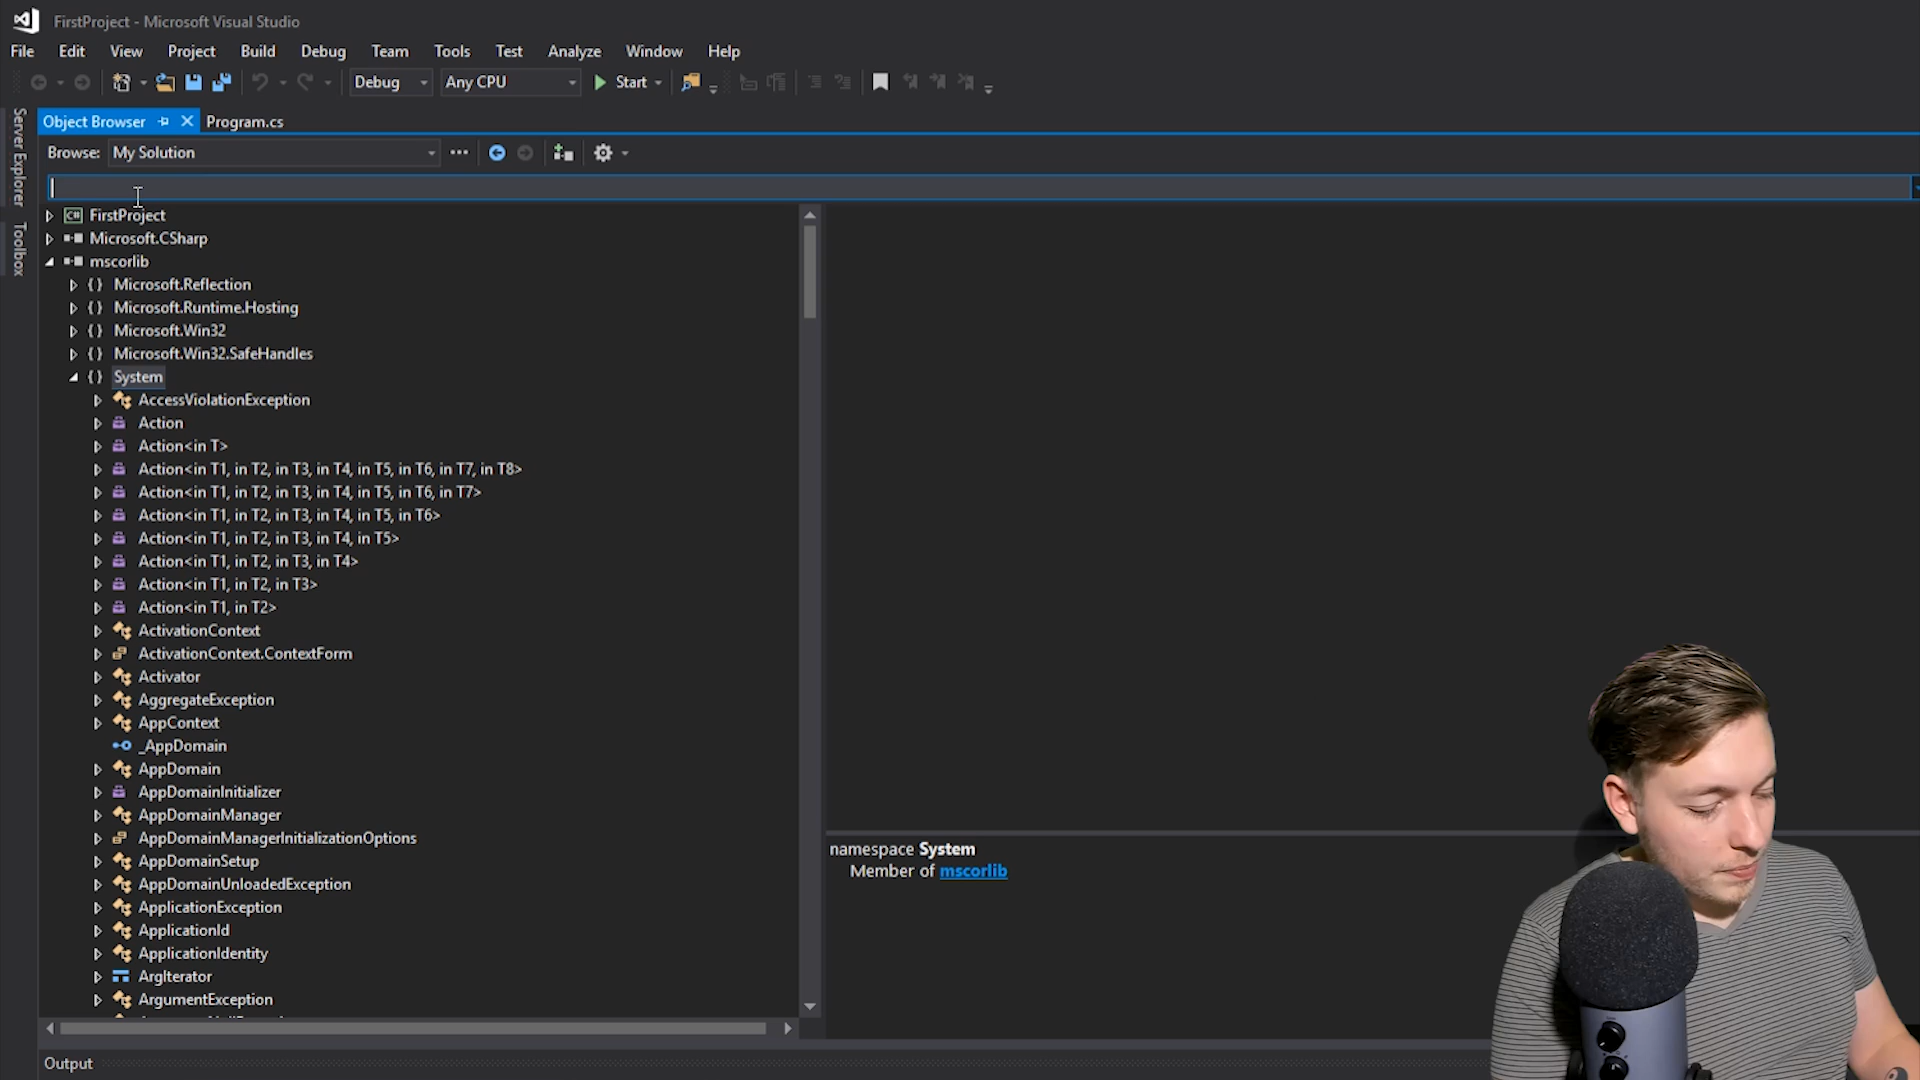 FirstProject - Microsoft Visual Studio
File Edit View Project Build Debug Team Tools Test Analyze Window Help
Debug Any CPU Start
Server Explorer
Toolbox
Object Browser Program.cs
Browse: My Solution
FirstProject
Microsoft.CSharp
mscorlib
Microsoft.Reflection
Microsoft.Runtime.Hosting
Microsoft.Win32
Microsoft.Win32.SafeHandles
System
AccessViolationException
Action
Action<in T>
Action<in T1, in T2, in T3, in T4, in T5, in T6, in T7, in T8>
Action<in T1, in T2, in T3, in T4, in T5, in T6, in T7>
Action<in T1, in T2, in T3, in T4, in T5, in T6>
Action<in T1, in T2, in T3, in T4, in T5>
Action<in T1, in T2, in T3, in T4>
Action<in T1, in T2, in T3>
Action<in T1, in T2>
ActivationContext
ActivationContext.ContextForm
Activator
AggregateException
AppContext
_AppDomain
AppDomain
AppDomainInitializer
AppDomainManager
AppDomainManagerInitializationOptions
AppDomainSetup
AppDomainUnloadedException
ApplicationException
ApplicationId
ApplicationIdentity
ArgIterator
ArgumentException
namespace System
Member of mscorlib
Output